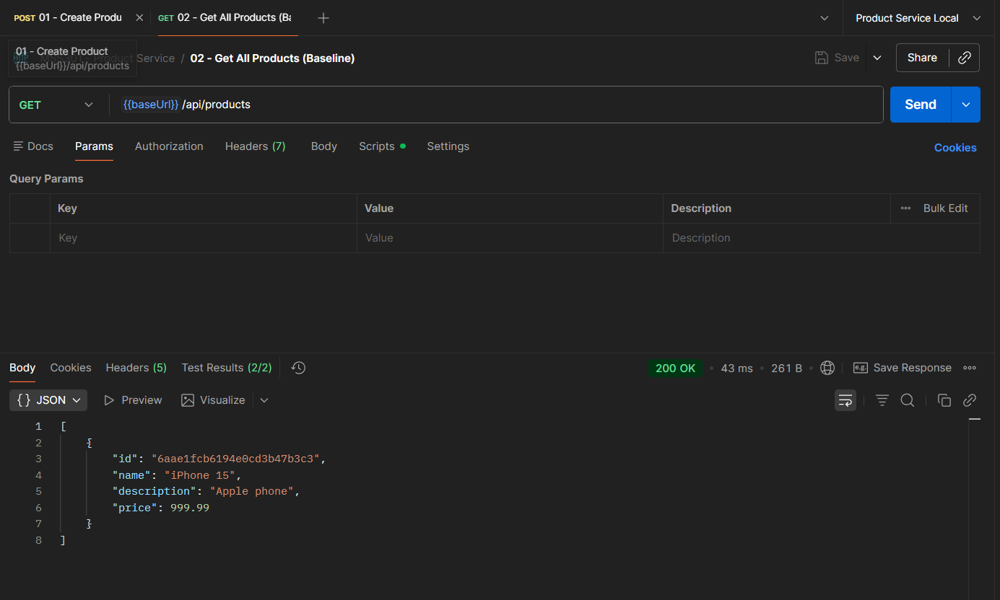 POST 01 - Create Produ
GET 02 - Get All Products (Ba
Product Service Local
01 - Create Product
{{baseUrl}}/api/products
Service / 02 - Get All Products (Baseline)
Save
Share
GET
{{baseUrl}} /api/products
Send
Docs Params Authorization Headers (7) Body Scripts Settings
Cookies
Query Params
Key Value Description Bulk Edit
Key Value Description
Body Cookies Headers (5) Test Results (2/2)
200 OK 43 ms 261 B e.g. Save Response
{} JSON Preview Visualize
1 [
2 {
3 "id": "6aae1fcb6194e0cd3b47b3c3",
4 "name": "iPhone 15",
5 "description": "Apple phone",
6 "price": 999.99
7 }
8 ]